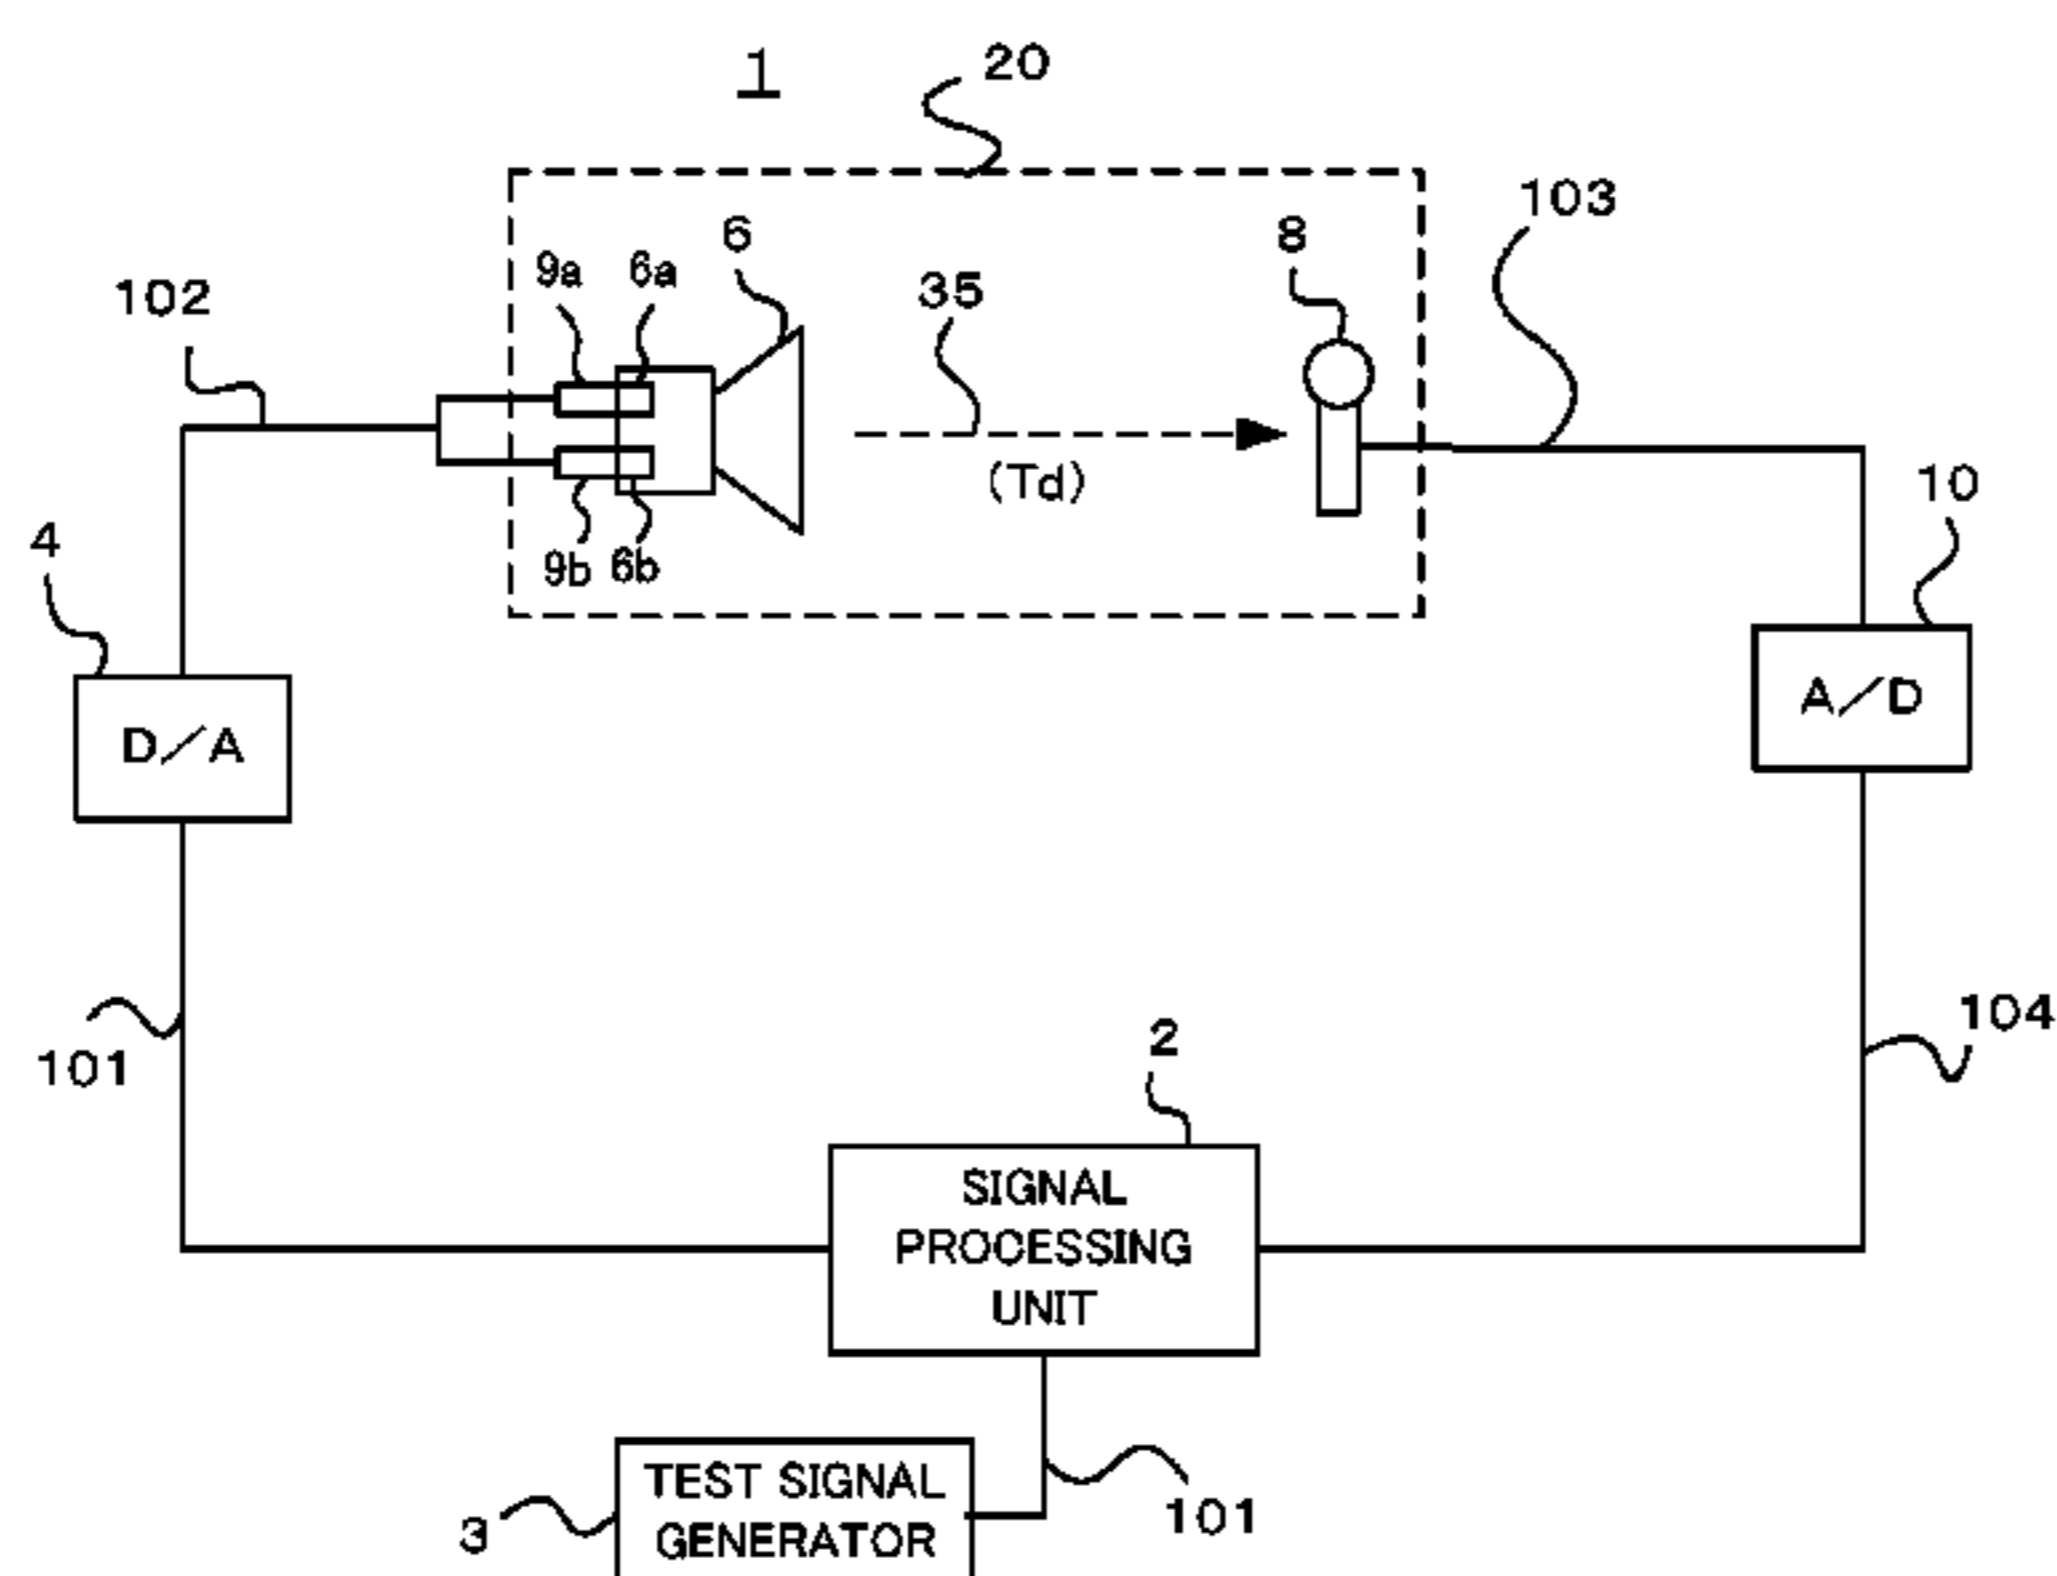 1
20
103
6
8
9a
6a
35
102
(Td)
10
4
9b
6b
A/D
D/A
104
2
101
SIGNAL
PROCESSING
UNIT
TEST SIGNAL
GENERATOR
101
3